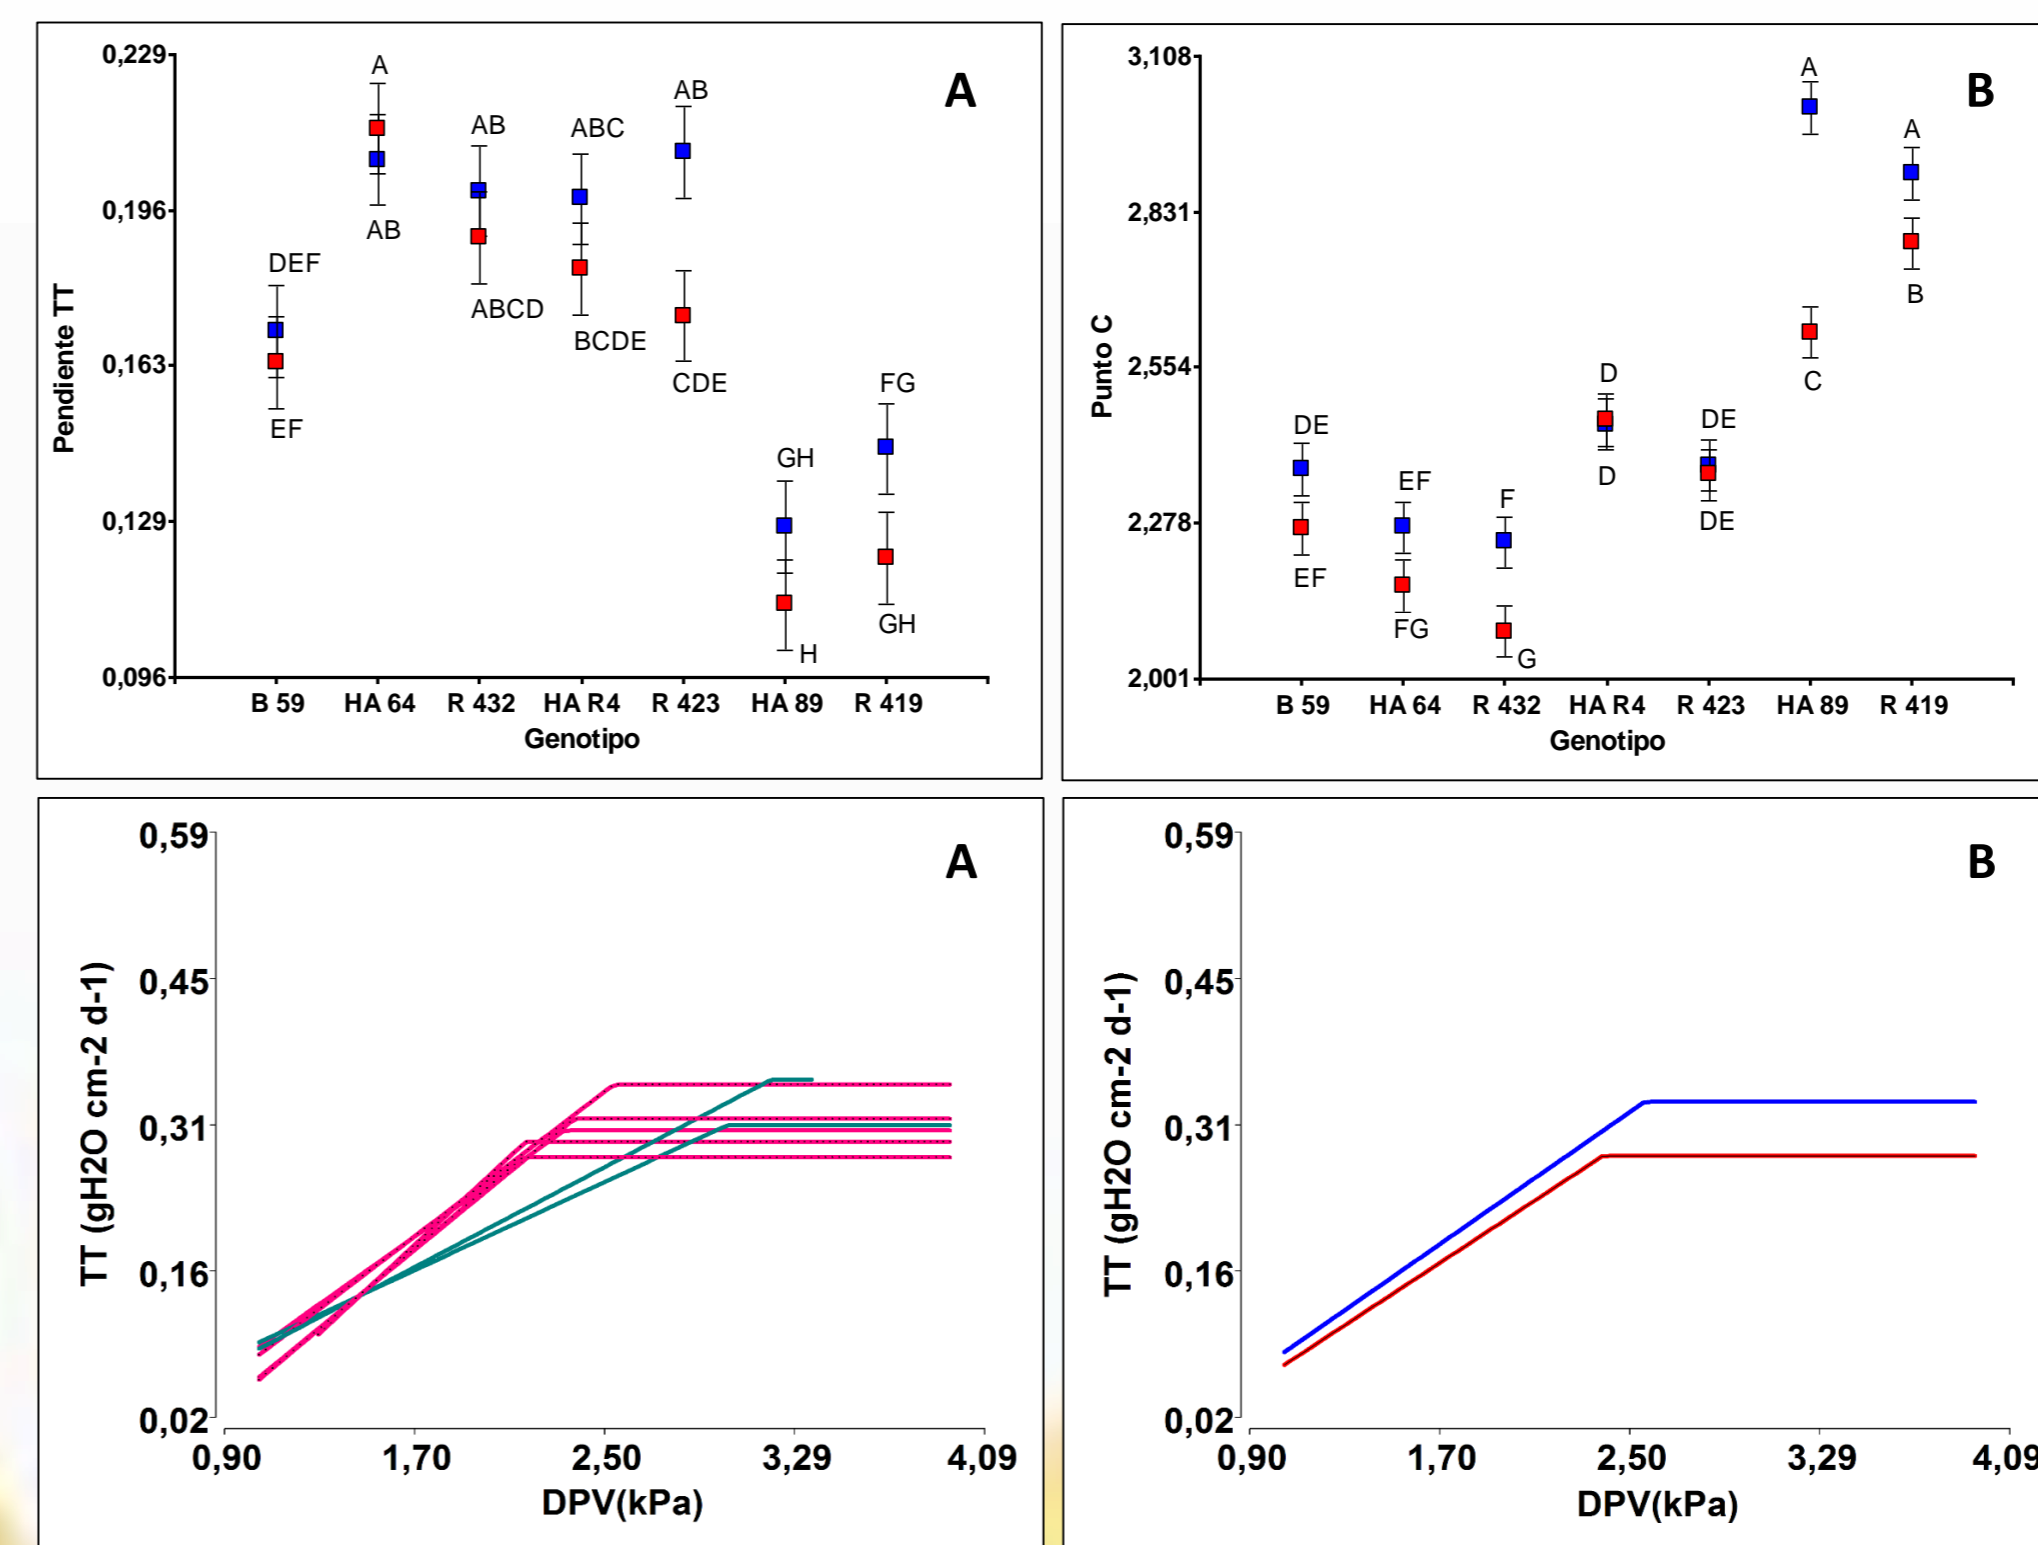 A
0,229
0,196
0,163
0,129
0,096
Pendiente TT
DEF
EF
A
AB
AB
ABCD
ABC
BCDE
AB
CDE
GH
H
FG
GH
B 59 HA 64 R 432 HA R4 R 423 HA 89 R 419
Genotipo
B
3,108
2,831
2,554
2,278
2,001
Punto C
DE
EF
EF
FG
F
G
D
D
DE
DE
A
C
A
B
B 59 HA 64 R 432 HA R4 R 423 HA 89 R 419
Genotipo
A
0,59
0,45
0,31
0,16
0,02
TT (gH2O cm-2 d-1)
0,90 1,70 2,50 3,29 4,09
DPV(kPa)
B
0,59
0,45
0,31
0,16
0,02
TT (gH2O cm-2 d-1)
0,90 1,70 2,50 3,29 4,09
DPV(kPa)